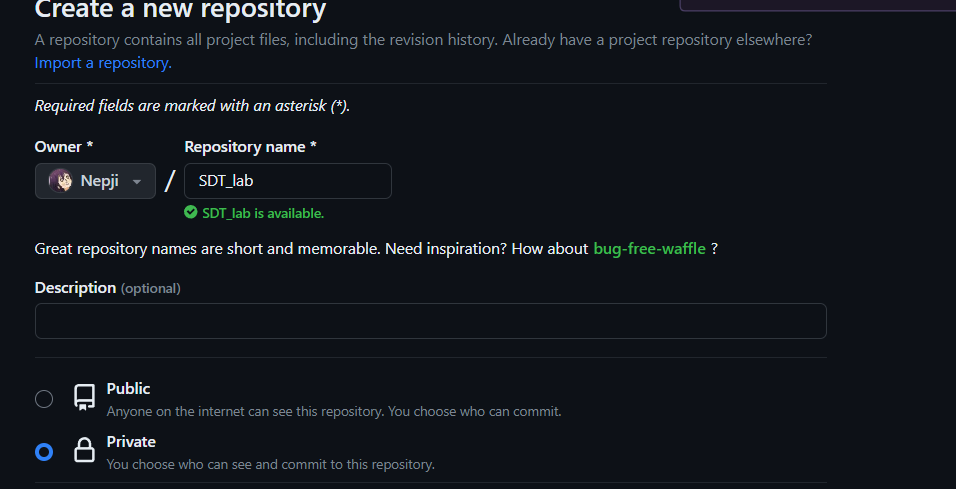 Create a new repository
A repository contains all project files, including the revision history. Already have a project repository elsewhere?
Import a repository.
Required fields are marked with an asterisk (*).
Owner *
Repository name *
Nepji
/
SDT_lab
SDT_lab is available.
Great repository names are short and memorable. Need inspiration? How about bug-free-waffle ?
Description (optional)
Public
Anyone on the internet can see this repository. You choose who can commit.
Private
You choose who can see and commit to this repository.